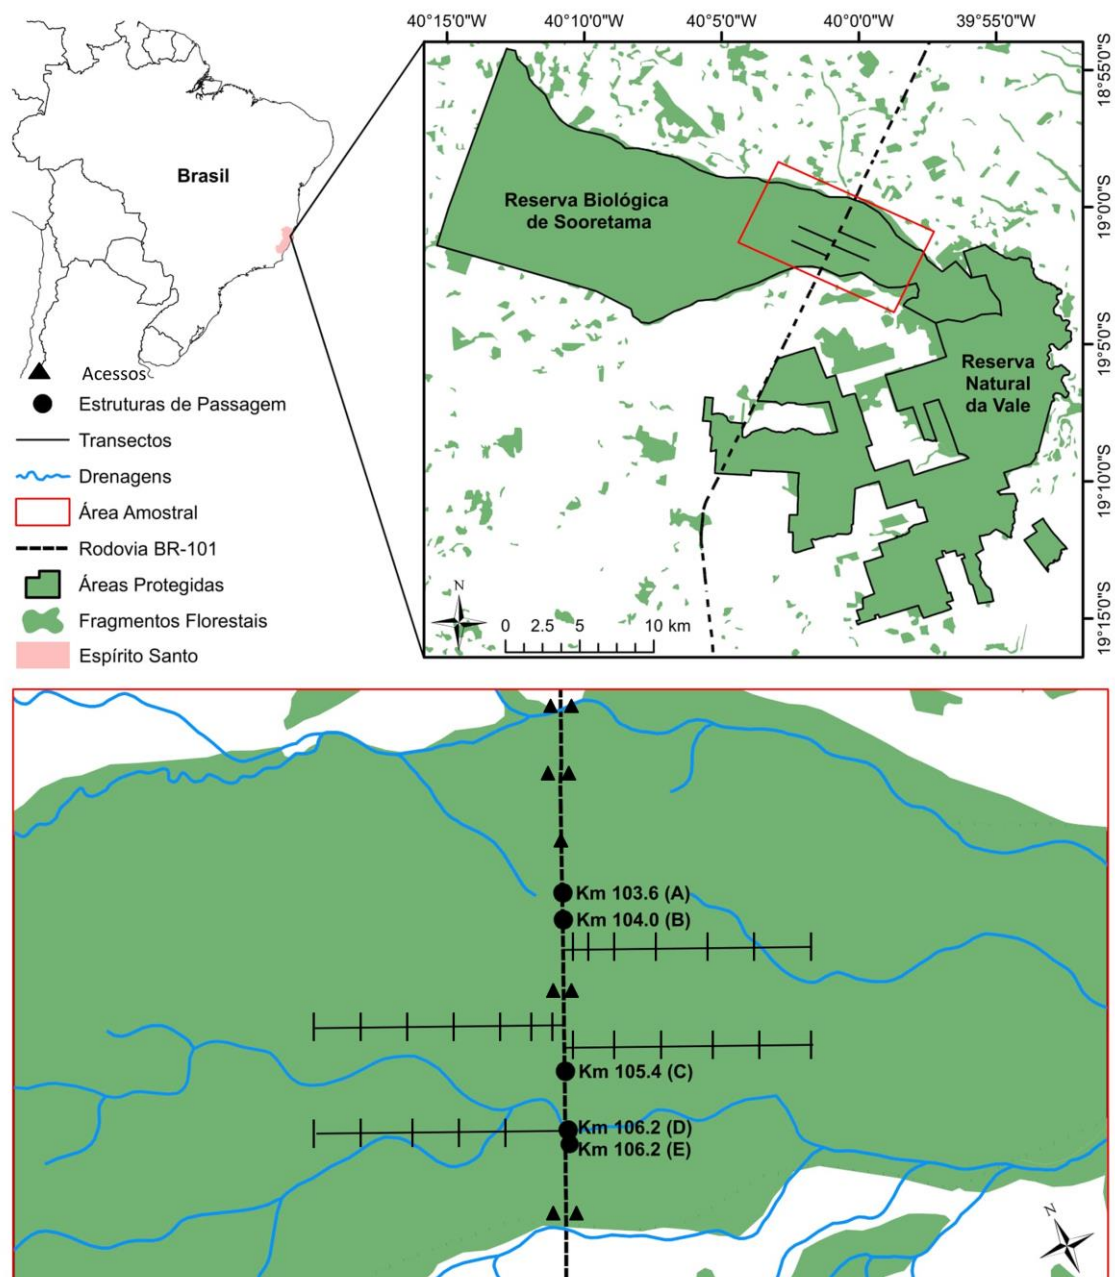 40°15'0"W 40°10'0"W 40°5'0"W 40°0'0"W 39°55'0"W
Brasil
Reserva Biológica
de Sooretama
Reserva
Natural
da Vale
18°55'0"S
19°0'0"S
19°5'0"S
19°10'0"S
19°15'0"S
N
0 2.5 5 10 km
Acessos
Estruturas de Passagem
Transectos
Drenagens
Área Amostral
Rodovia BR-101
Áreas Protegidas
Fragmentos Florestais
Espírito Santo
Km 103.6 (A)
Km 104.0 (B)
Km 105.4 (C)
Km 106.2 (D)
Km 106.2 (E)
N